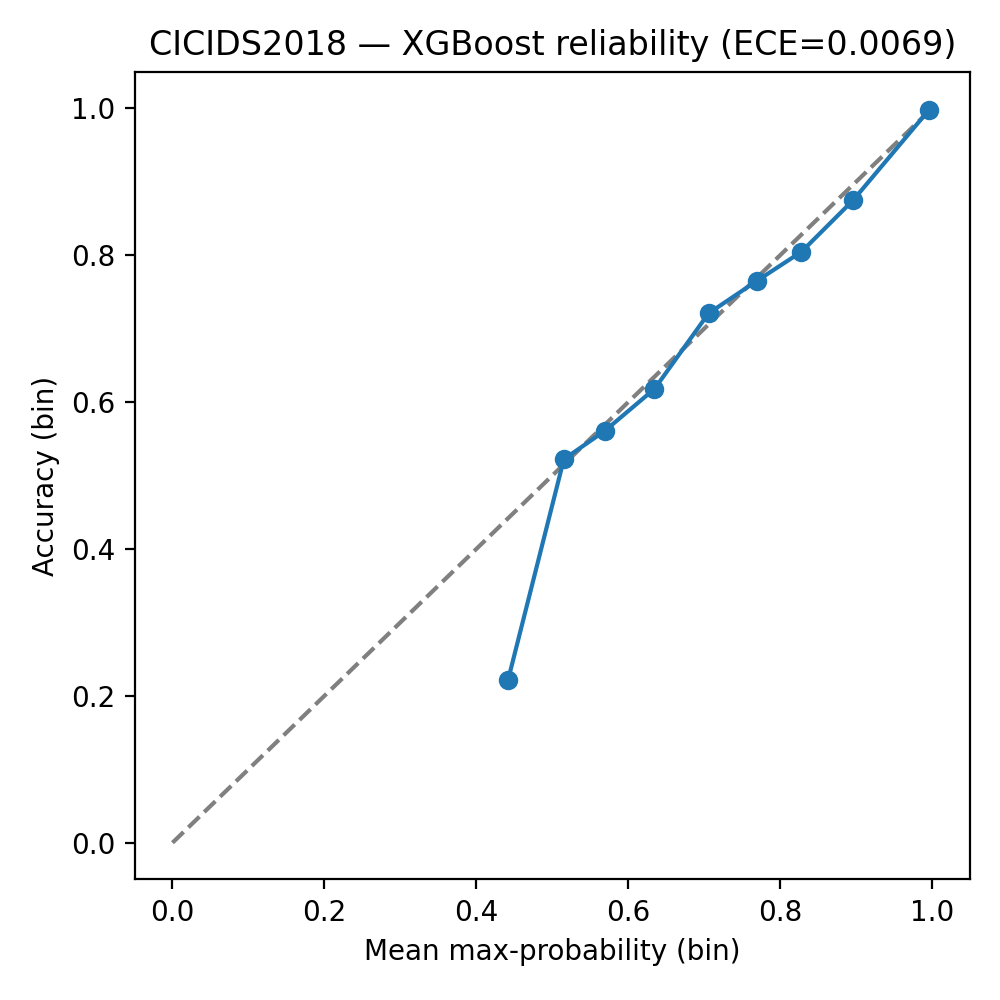 CICIDS2018 — XGBoost reliability (ECE=0.0069)
1.0
0.8
0.6
0.4
0.2
0.0
Accuracy (bin)
0.0 0.2 0.4 0.6 0.8 1.0
Mean max-probability (bin)